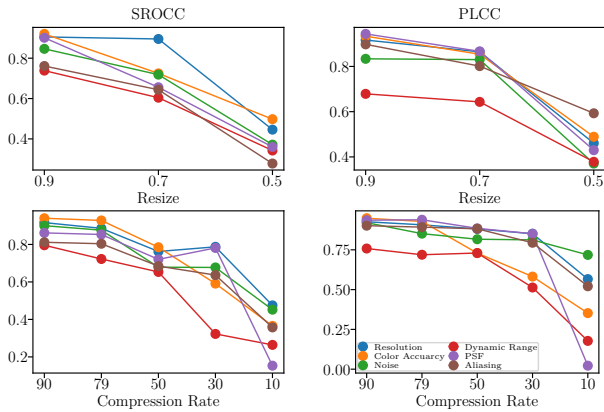 SROCC
PLCC
0.8
0.6
0.4
0.9
0.7
0.5
Resize
0.8
0.6
0.4
0.9
0.7
0.5
Resize
0.8
0.6
0.4
0.2
90
79
50
30
10
Compression Rate
0.75
0.50
0.25
0.00
Resolution
Color Accuarcy
Noise
Dynamic Range
PSF
Aliasing
90
79
50
30
10
Compression Rate